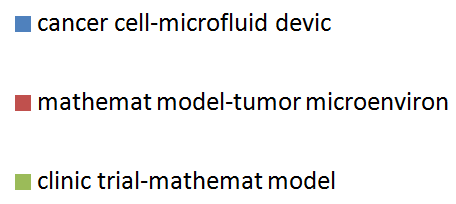 cancer cell-microfluid devic
mathemat model-tumor microenviron
clinic trial-mathemat model